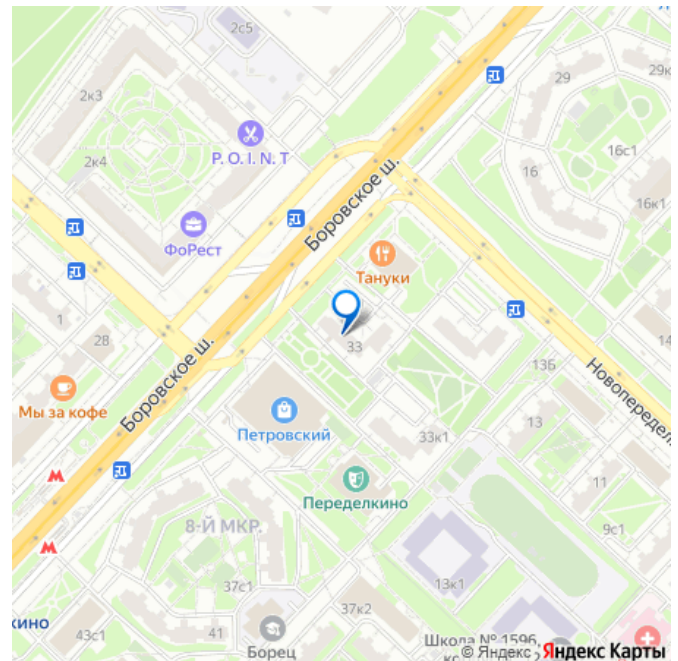 2с5
2к3
29
29к
P. O. I. N. T
16с1
16
2к4
16к1
Боровское ш.
ФоРест
Тануки
1
28
33
14
13Б
Боровское ш.
Мы за кофе
Новопередел
Петровский
13
33к1
11
Переделкино
8-Й МКР.
9с1
37с1
13к1
37к2
кино
43с1
41
Борец
Школа № 1596,
© Яндекс
Яндекс Карты